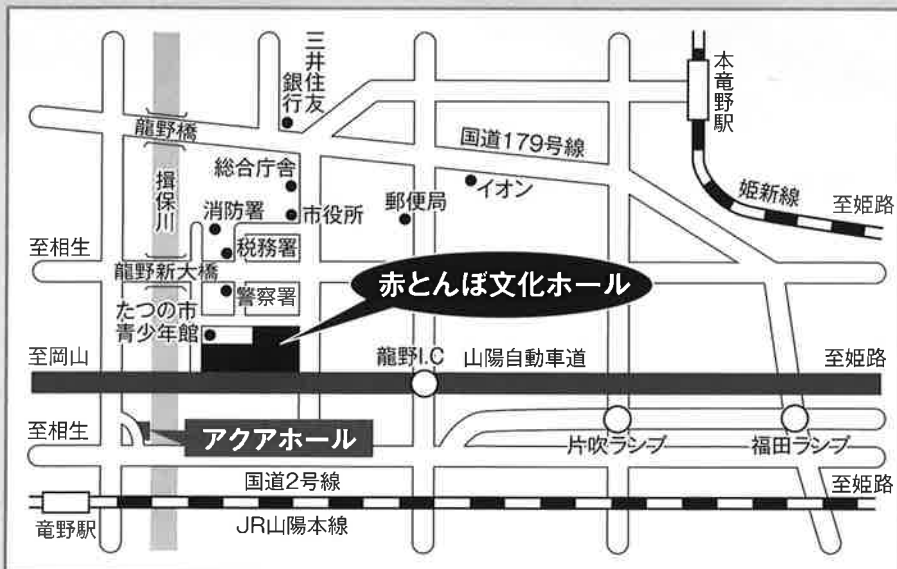 三井住友
銀行
本竜野駅
龍野橋
国道179号線
総合庁舎
イオン
揖保川
姫新線
消防署
市役所
郵便局
至姫路
至相生
税務署
龍野新大橋
警察署
赤とんぼ文化ホール
たつの市
青少年館
至岡山
龍野I.C
山陽自動車道
至姫路
至相生
アクアホール
片吹ランプ
福田ランプ
国道2号線
至姫路
竜野駅
JR山陽本線